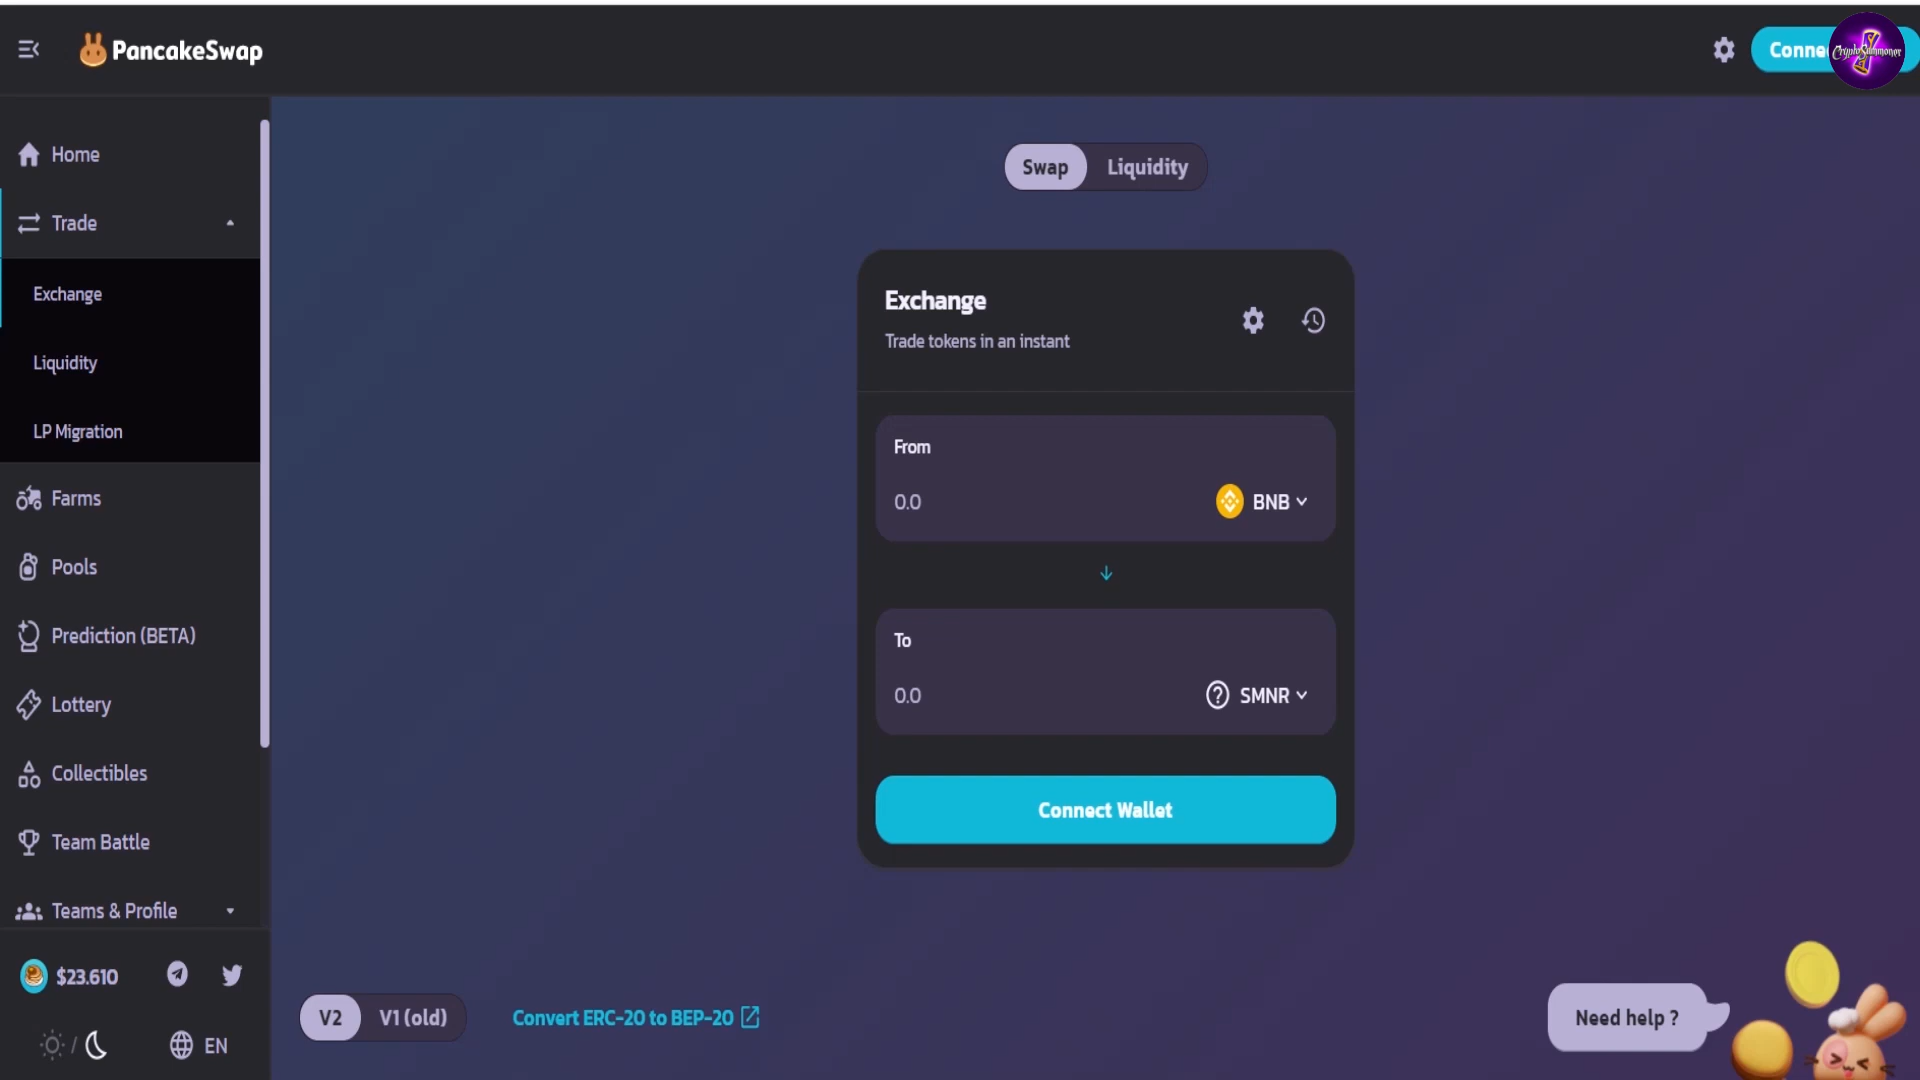 PancakeSwap
Conne
CryptoSummoner
Home
Trade
Exchange
Liquidity
LP Migration
Farms
Pools
Prediction (BETA)
Lottery
Collectibles
Team Battle
Teams & Profile
$23.610
/
EN
Swap
Liquidity
Exchange
Trade tokens in an instant
From
0.0
BNB
To
0.0
SMNR
Connect Wallet
V2
V1 (old)
Convert ERC-20 to BEP-20
Need help ?